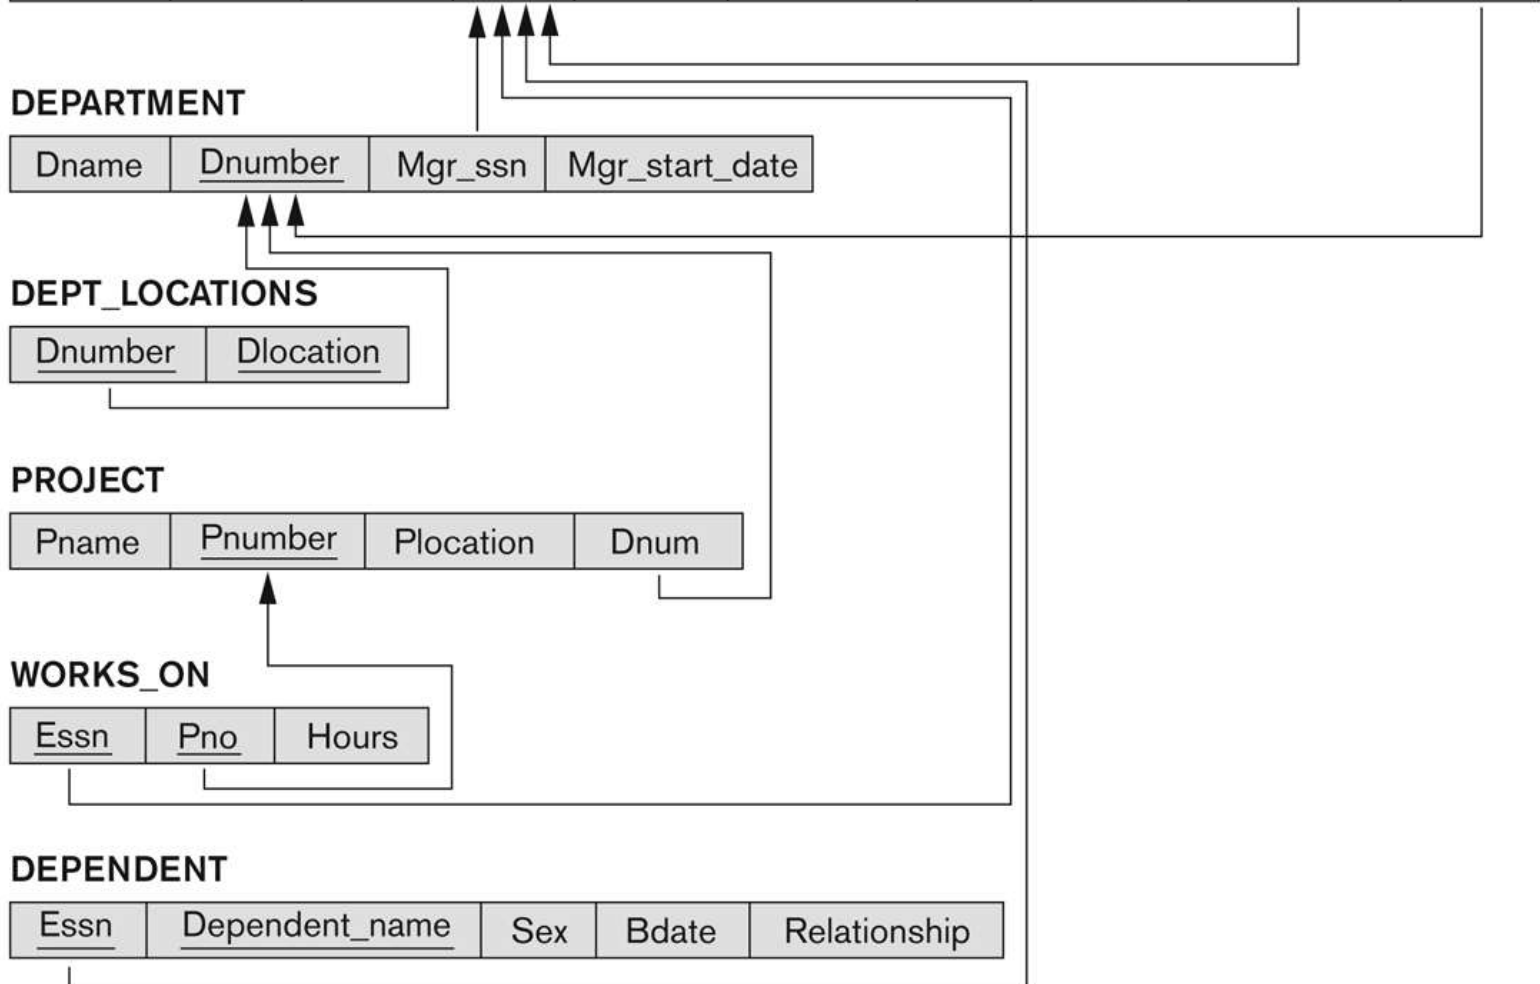 DEPARTMENT
Dname Dnumber Mgr_ssn Mgr_start_date
DEPT_LOCATIONS
Dnumber Dlocation
PROJECT
Pname Pnumber Plocation Dnum
WORKS_ON
Essn Pno Hours
DEPENDENT
Essn Dependent_name Sex Bdate Relationship